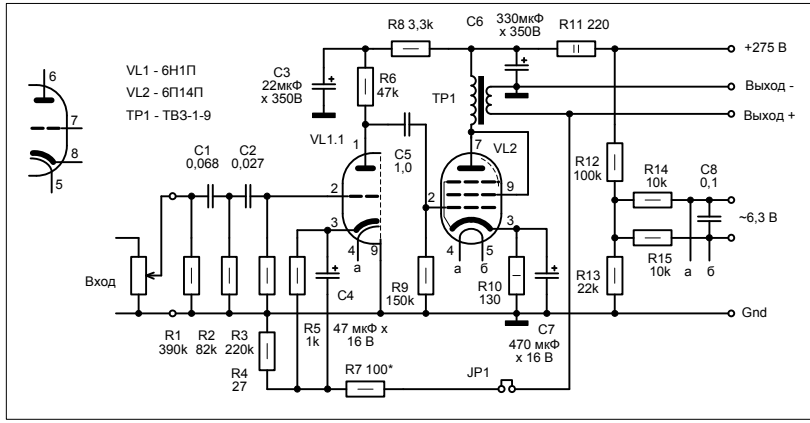 R8 3,3k
C6
330мкФ
x 350В
R11 220
+275 В
6
VL1 - 6Н1П
VL2 - 6П14П
ТР1 - ТВЗ-1-9
C3
22мкФ
x 350В
R6
47k
ТР1
Выход -
Выход +
7
8
5
VL1.1
1
C5
1,0
7
VL2
R12
100k
R14
10k
C8
0,1
C1
0,068
C2
0,027
2
2
9
~6,3 В
3
3
R15
10k
а
б
4
9
а
4
5
а
б
Вход
C4
R9
150k
R10
130
C7
R13
22k
Gnd
R1
390k
R2
82k
R3
220k
R5
1k
47 мкФ x
16 В
470 мкФ
x 16 В
R4
27
R7 100*
JP1